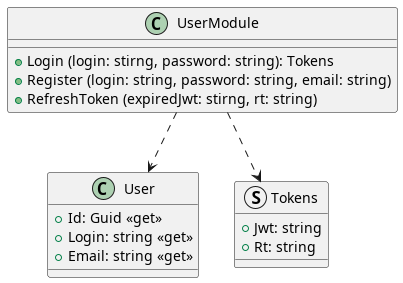 C UserModule
Login (login: stirng, password: string): Tokens
Register (login: string, password: string, email: string)
RefreshToken (expiredJwt: stirng, rt: string)
C User
Id: Guid «get»
Login: string «get»
Email: string «get»
S Tokens
Jwt: string
Rt: string